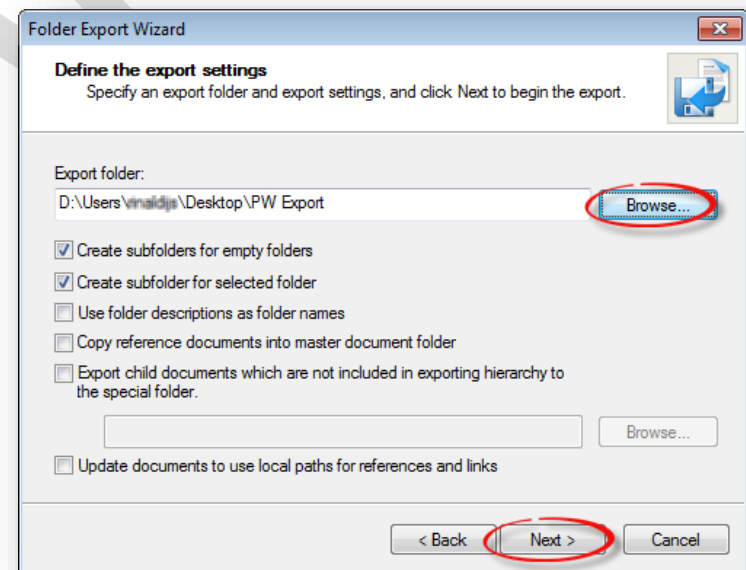 Folder Export Wizard
Define the export settings
Specify an export folder and export settings, and click Next to begin the export.
Export folder:
D:\Users\ \Desktop\PW Export
Browse...
Create subfolders for empty folders
Create subfolder for selected folder
Use folder descriptions as folder names
Copy reference documents into master document folder
Export child documents which are not included in exporting hierarchy to
the special folder.
Browse...
Update documents to use local paths for references and links
< Back
Next >
Cancel